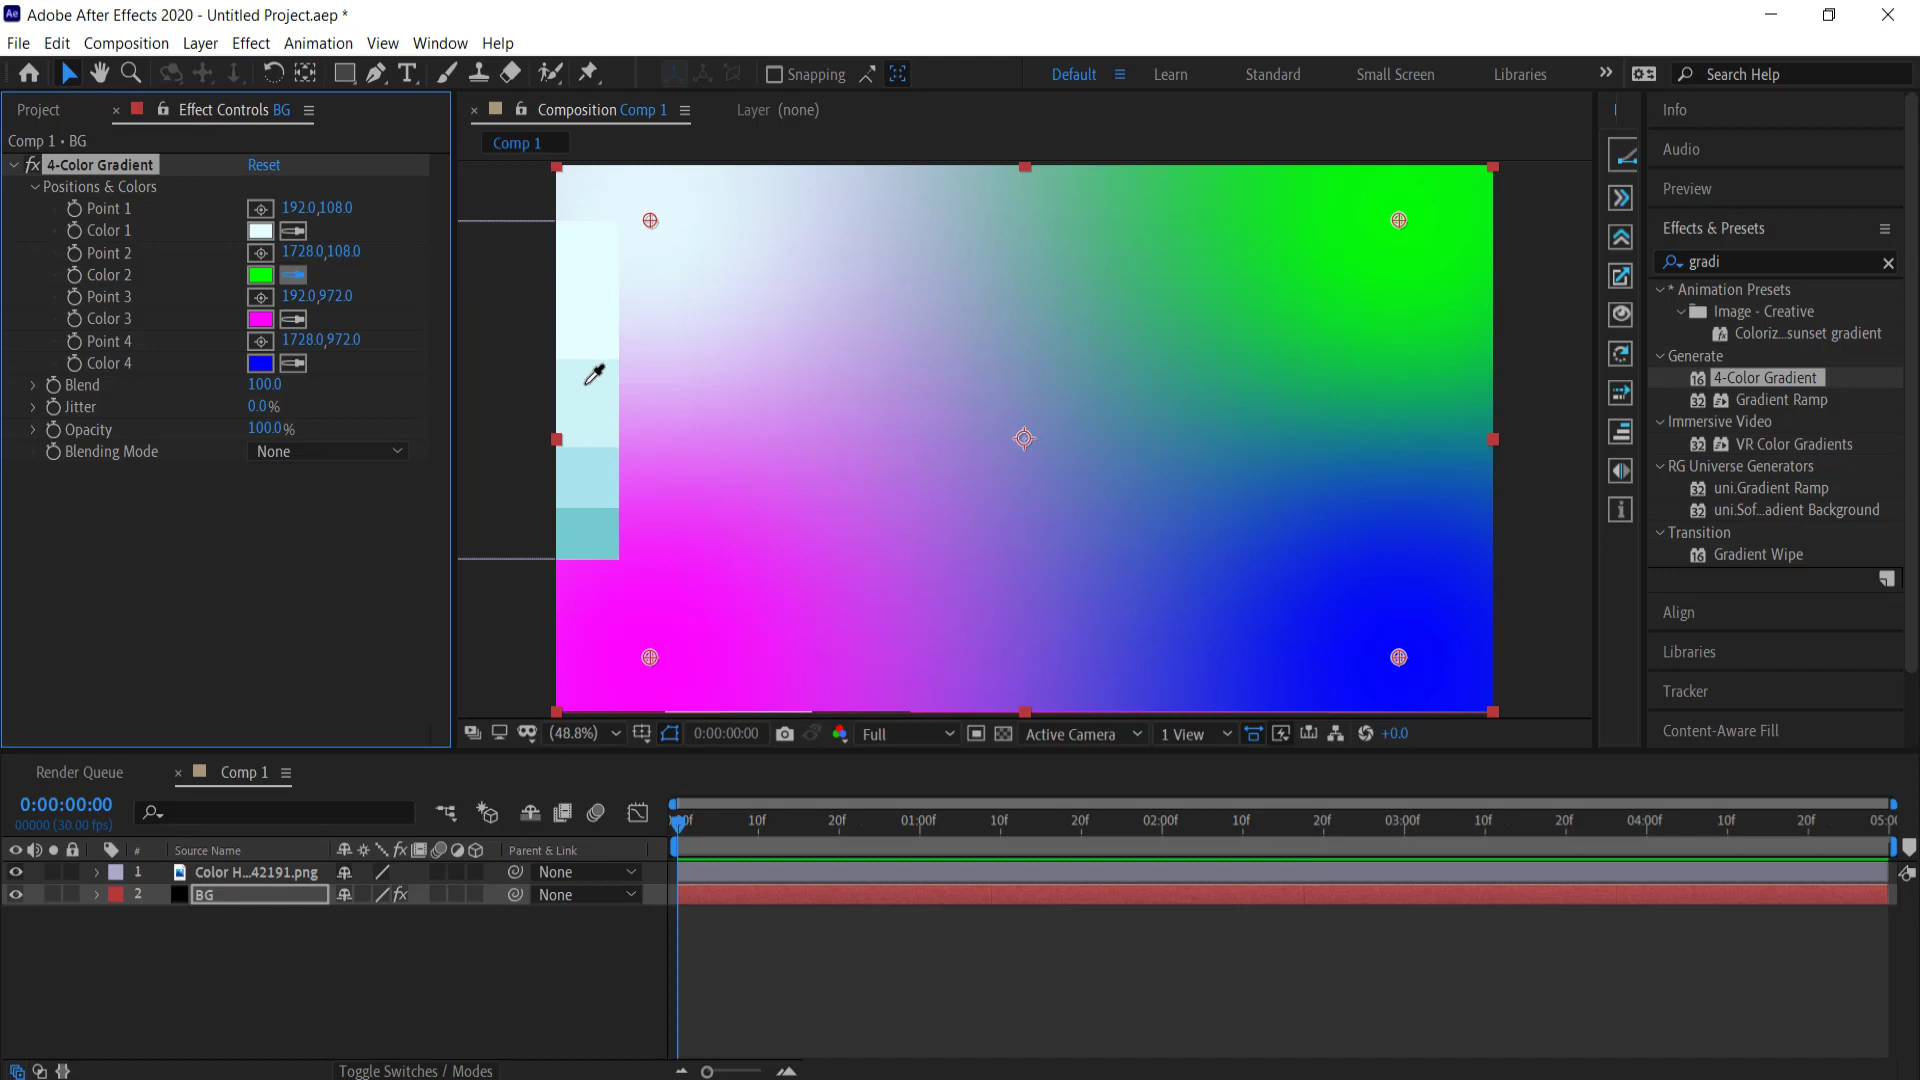 Adobe After Effects 2020 - Untitled Project.aep *
File Edit Composition Layer Effect Animation View Window Help
Snapping Default Learn Standard Small Screen Libraries Search Help
Project Effect Controls BG
Comp 1 • BG
fx 4-Color Gradient Reset
Positions & Colors
Point 1 192.0,108.0
Color 1
Point 2 1728.0,108.0
Color 2
Point 3 192.0,972.0
Color 3
Point 4 1728.0,972.0
Color 4
Blend 100.0
Jitter 0.0%
Opacity 100.0%
Blending Mode None
Composition Comp 1 Layer (none)
Comp 1
(48.8%) 0:00:00:00 Full Active Camera 1 View +0.0
Info
Audio
Preview
Effects & Presets
gradi
* Animation Presets
Image - Creative
Coloriz...sunset gradient
Generate
4-Color Gradient
Gradient Ramp
Immersive Video
VR Color Gradients
RG Universe Generators
uni.Gradient Ramp
uni.Sof...adient Background
Transition
Gradient Wipe
Align
Libraries
Tracker
Content-Aware Fill
Render Queue Comp 1
0:00:00:00
00000 (30.00 fps)
10f 20f 01:00f 10f 20f 02:00f 10f 20f 03:00f 10f 20f 04:00f 10f 20f
# Source Name fx Parent & Link
1 Color H...42191.png None
2 BG fx None
Toggle Switches / Modes